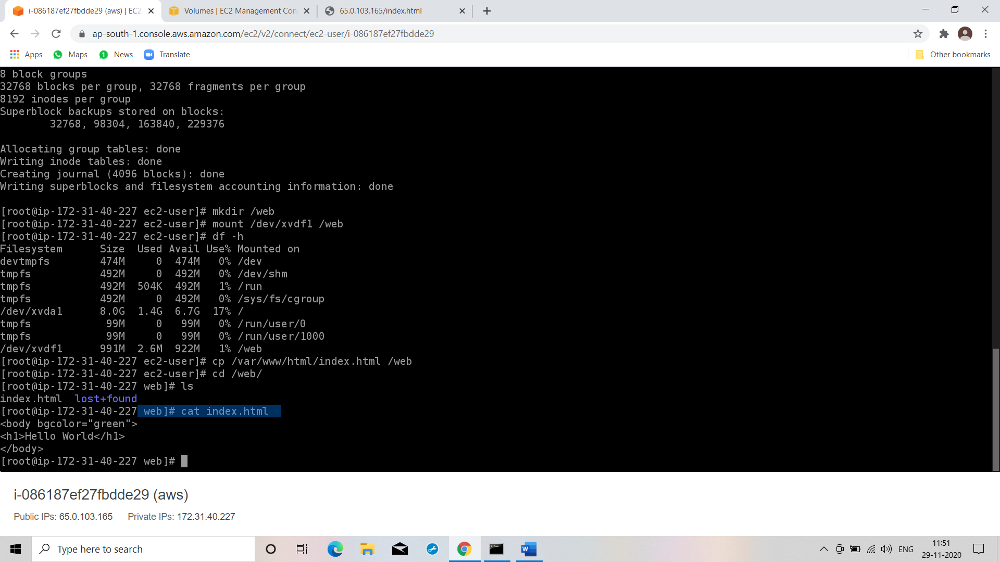 i-086187ef27fbdde29 (aws) | EC2
Volumes | EC2 Management Con
65.0.103.165/index.html
ap-south-1.console.aws.amazon.com/ec2/v2/connect/ec2-user/i-086187ef27fbdde29
Apps
Maps
News
Translate
Other bookmarks
8 block groups
32768 blocks per group, 32768 fragments per group
8192 inodes per group
Superblock backups stored on blocks:
32768, 98304, 163840, 229376
Allocating group tables: done
Writing inode tables: done
Creating journal (4096 blocks): done
Writing superblocks and filesystem accounting information: done
[root@ip-172-31-40-227 ec2-user]# mkdir /web
[root@ip-172-31-40-227 ec2-user]# mount /dev/xvdf1 /web
[root@ip-172-31-40-227 ec2-user]# df -h
Filesystem      Size  Used Avail Use% Mounted on
devtmpfs        474M     0  474M   0% /dev
tmpfs           492M     0  492M   0% /dev/shm
tmpfs           492M  504K  492M   1% /run
tmpfs           492M     0  492M   0% /sys/fs/cgroup
/dev/xvda1      8.0G  1.4G  6.7G  17% /
tmpfs            99M     0   99M   0% /run/user/0
tmpfs            99M     0   99M   0% /run/user/1000
/dev/xvdf1      991M  2.6M  922M   1% /web
[root@ip-172-31-40-227 ec2-user]# cp /var/www/html/index.html /web
[root@ip-172-31-40-227 ec2-user]# cd /web/
[root@ip-172-31-40-227 web]# ls
index.html  lost+found
[root@ip-172-31-40-227 web]# cat index.html
<body bgcolor="green">
<h1>Hello World</h1>
</body>
[root@ip-172-31-40-227 web]#
i-086187ef27fbdde29 (aws)
Public IPs: 65.0.103.165 Private IPs: 172.31.40.227
Type here to search
ENG
11:51
29-11-2020